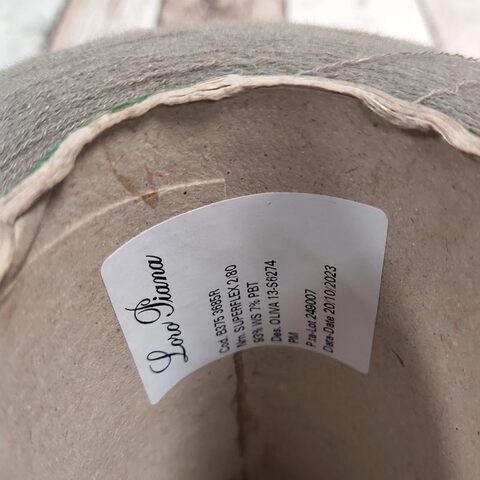 Loro Piana
Cod. B375 3685R
Nm. SUPERFLEX 2 80
93% WS 7% PBT
Des. OLIVA 13-S6274
PM
P.ta-Lot 249007
Data-Date 20/10/2023